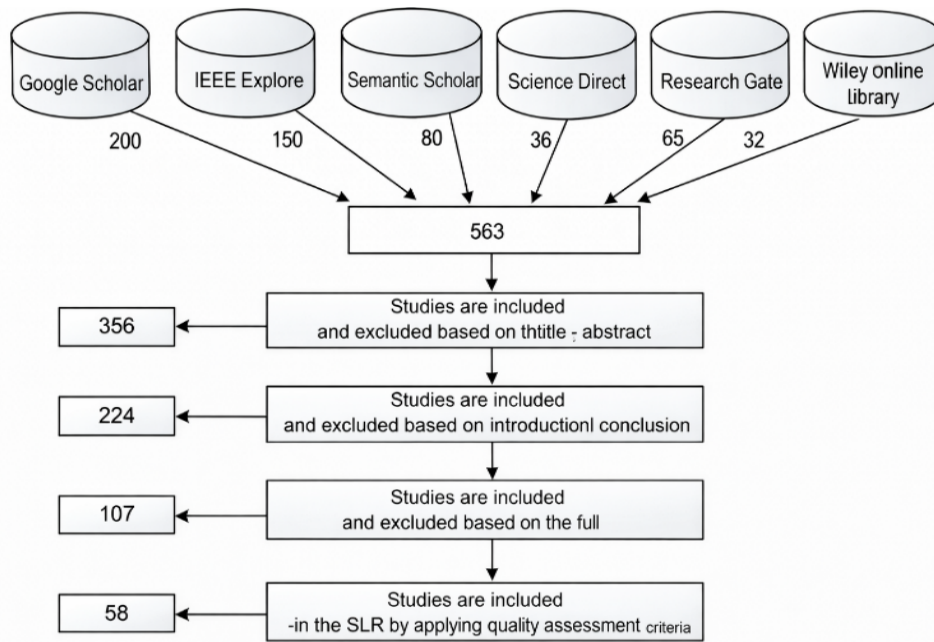 Google Scholar
IEEE Explore
Semantic Scholar
Science Direct
Research Gate
Wiley online
library
200
150
80
36
65
32
563
Studies are included
and excluded based on thtitle - abstract
356
Studies are included
and excluded based on introductionl conclusion
224
Studies are included
and excluded based on the full
107
Studies are included
-in the SLR by applying quality assessment criteria
58